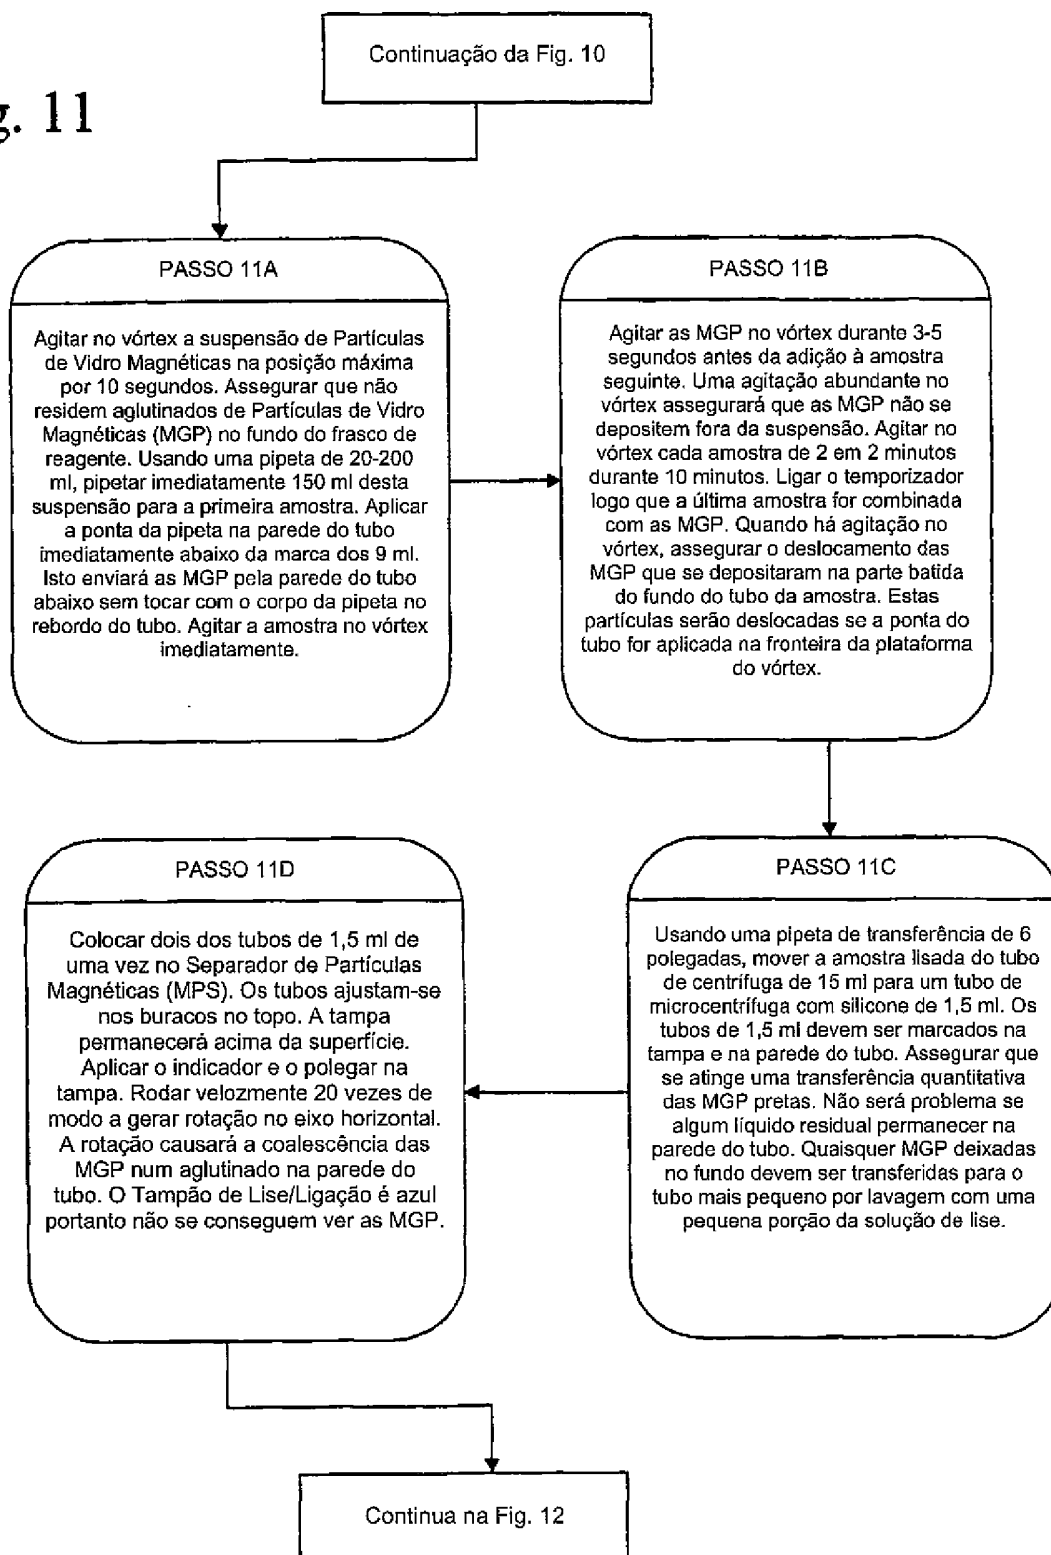 Continuação da Fig. 10
g. 11
PASSO 11A
Agitar no vórtex a suspensão de Partículas
de Vidro Magnéticas na posição máxima
por 10 segundos. Assegurar que não
residem aglutinados de Partículas de Vidro
Magnéticas (MGP) no fundo do frasco de
reagente. Usando uma pipeta de 20-200
ml, pipetar imediatamente 150 ml desta
suspensão para a primeira amostra. Aplicar
a ponta da pipeta na parede do tubo
imediatamente abaixo da marca dos 9 ml.
Isto enviará as MGP pela parede do tubo
abaixo sem tocar com o corpo da pipeta no
rebordo do tubo. Agitar a amostra no vórtex
imediatamente.
PASSO 11B
Agitar as MGP no vórtex durante 3-5
segundos antes da adição à amostra
seguinte. Uma agitação abundante no
vórtex assegurará que as MGP não se
depositem fora da suspensão. Agitar no
vórtex cada amostra de 2 em 2 minutos
durante 10 minutos. Ligar o temporizador
logo que a última amostra for combinada
com as MGP. Quando há agitação no
vórtex, assegurar o deslocamento das
MGP que se depositaram na parte batida
do fundo do tubo da amostra. Estas
partículas serão deslocadas se a ponta do
tubo for aplicada na fronteira da plataforma
do vórtex.
PASSO 11C
Usando uma pipeta de transferência de 6
polegadas, mover a amostra lisada do tubo
de centrífuga de 15 ml para um tubo de
microcentrífuga com silicone de 1,5 ml. Os
tubos de 1,5 ml devem ser marcados na
tampa e na parede do tubo. Assegurar que
se atinge uma transferência quantitativa
das MGP pretas. Não será problema se
algum líquido residual permanecer na
parede do tubo. Quaisquer MGP deixadas
no fundo devem ser transferidas para o
tubo mais pequeno por lavagem com uma
pequena porção da solução de lise.
PASSO 11D
Colocar dois dos tubos de 1,5 ml de
uma vez no Separador de Partículas
Magnéticas (MPS). Os tubos ajustam-se
nos buracos no topo. A tampa
permanecerá acima da superfície.
Aplicar o indicador e o polegar na
tampa. Rodar velozmente 20 vezes de
modo a gerar rotação no eixo horizontal.
A rotação causará a coalescência das
MGP num aglutinado na parede do
tubo. O Tampão de Lise/Ligação é azul
portanto não se conseguem ver as MGP.
Continua na Fig. 12